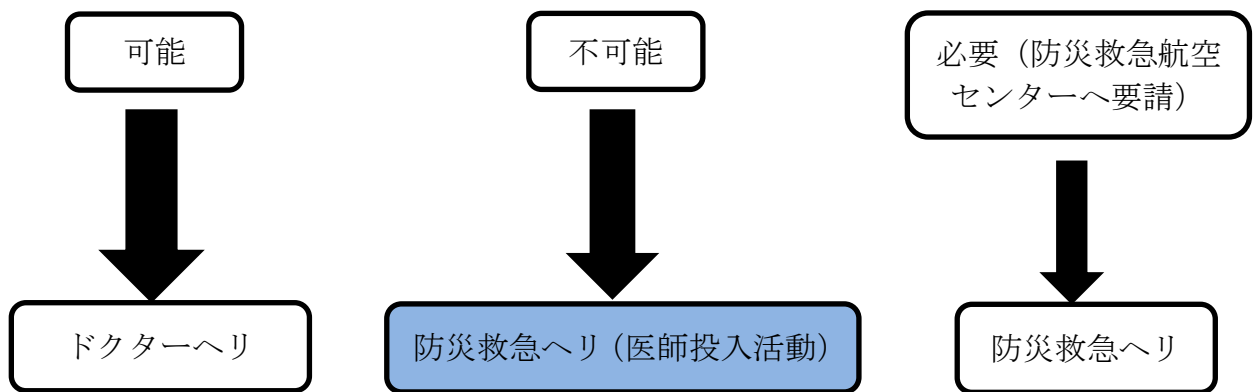 可能
不可能
必要（防災救急航空
センターへ要請）
ドクターヘリ
防災救急ヘリ（医師投入活動）
防災救急ヘリ